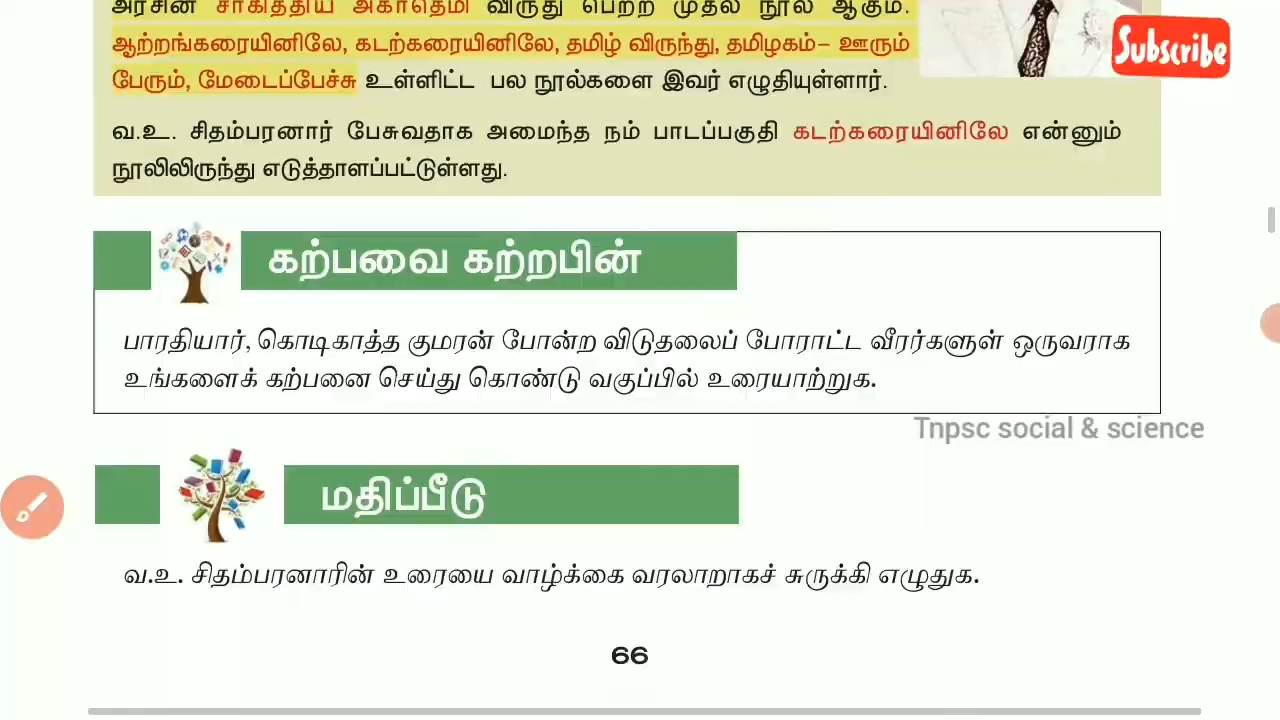 அரசின் சாகித்திய அகாதெமி விருது பெற்ற முதல் நூல் ஆகும்.
ஆற்றங்கரையினிலே, கடற்கரையினிலே, தமிழ் விருந்து, தமிழகம்– ஊரும்
பேரும், மேடைப்பேச்சு உள்ளிட்ட பல நூல்களை இவர் எழுதியுள்ளார்.
Subscribe
வ.உ. சிதம்பரனார் பேசுவதாக அமைந்த நம் பாடப்பகுதி கடற்கரையினிலே என்னும்
நூலிலிருந்து எடுத்தாளப்பட்டுள்ளது.
கற்பவை கற்றபின்
பாரதியார், கொடிகாத்த குமரன் போன்ற விடுதலைப் போராட்ட வீரர்களுள் ஒருவராக
உங்களைக் கற்பனை செய்து கொண்டு வகுப்பில் உரையாற்றுக.
Tnpsc social & science
மதிப்பீடு
வ.உ. சிதம்பரனாரின் உரையை வாழ்க்கை வரலாறாகச் சுருக்கி எழுதுக.
66